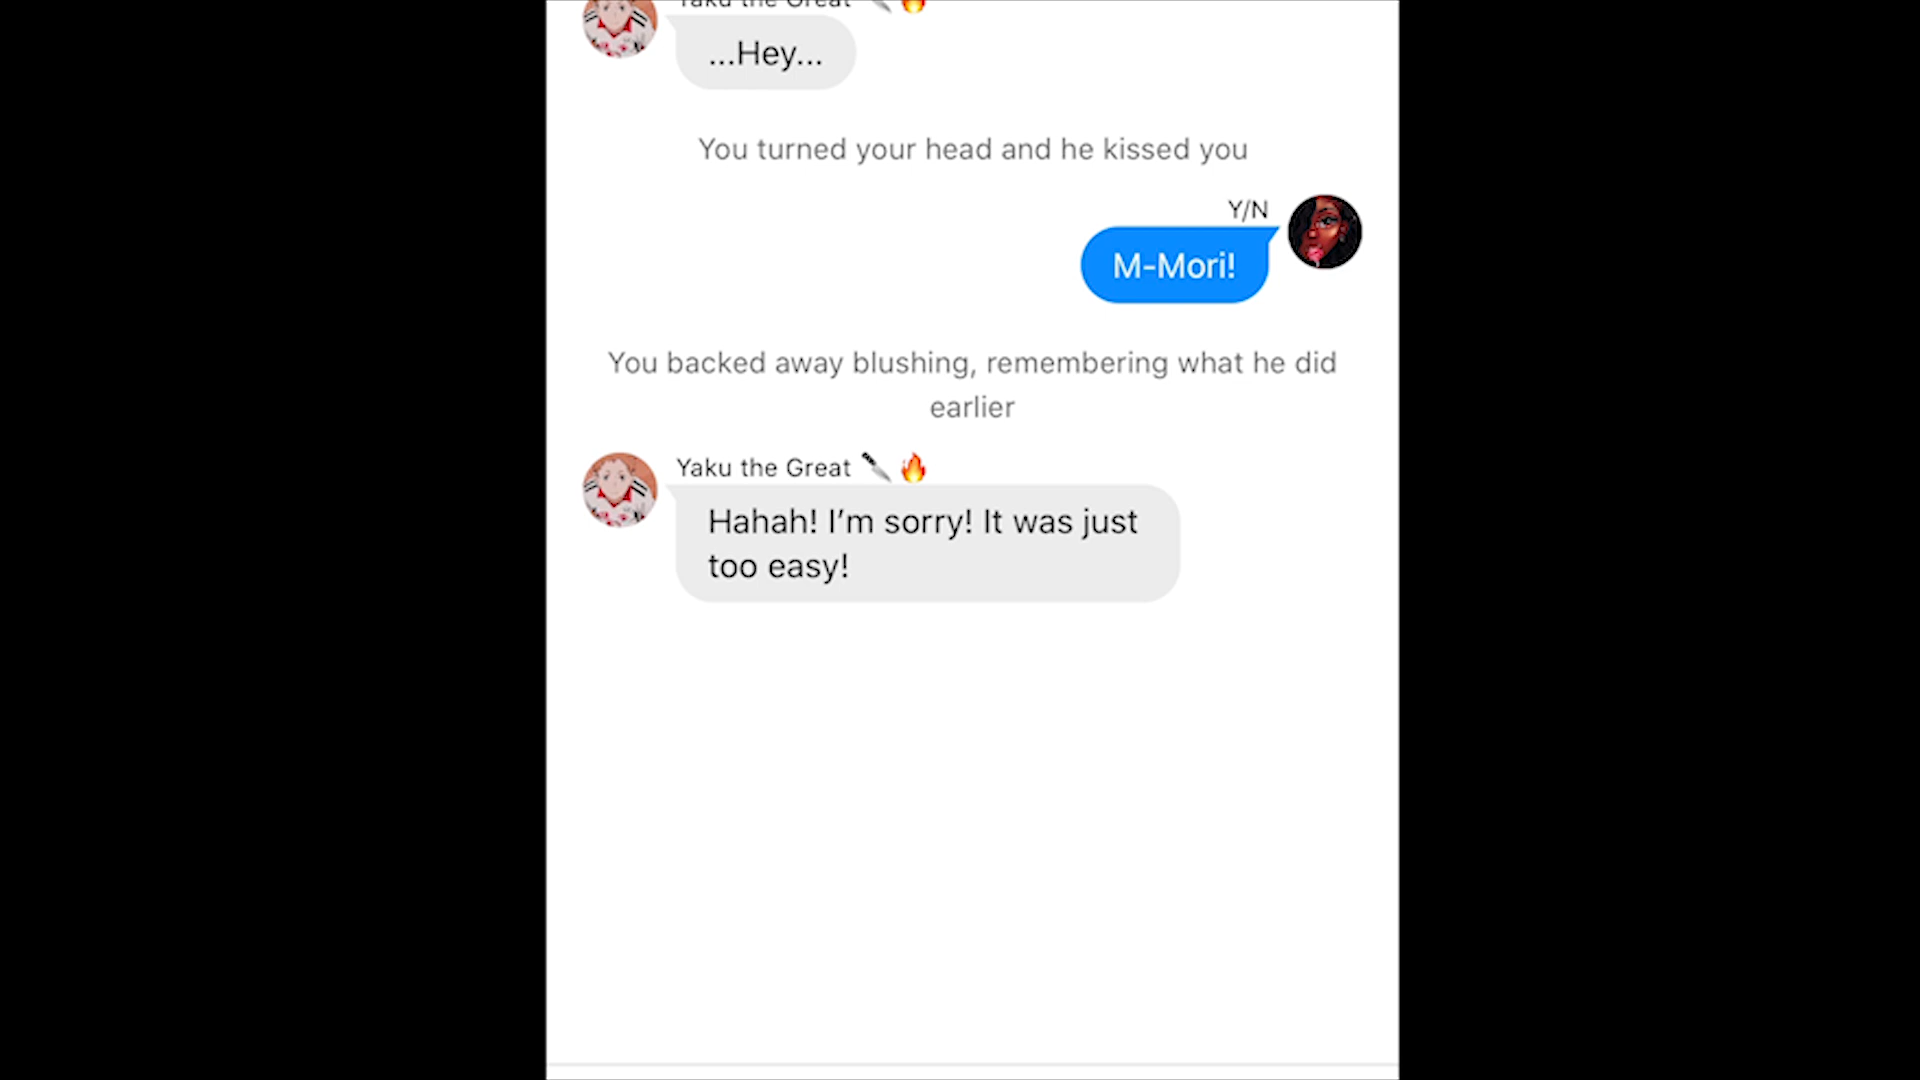 Yaku the Great 🔪🔥
...Hey...
You turned your head and he kissed you
Y/N
M-Mori!
You backed away blushing, remembering what he did
earlier
Yaku the Great 🔪🔥
Hahah! I’m sorry! It was just
too easy!